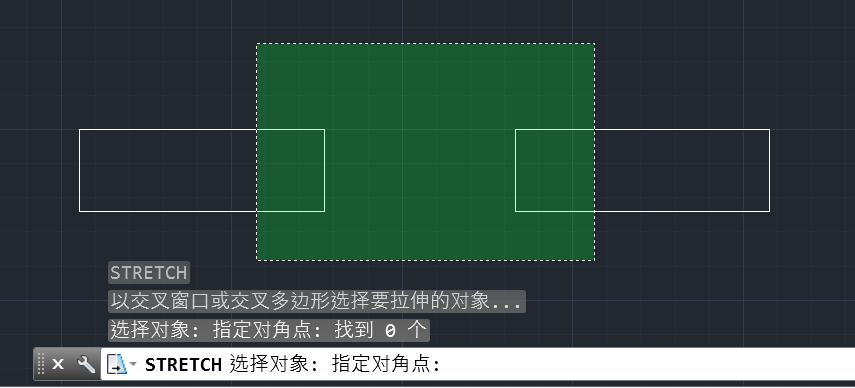 STRETCH
以交叉窗口或交叉多边形选择要拉伸的对象...
选择对象: 指定对角点: 找到 0 个
STRETCH 选择对象: 指定对角点: